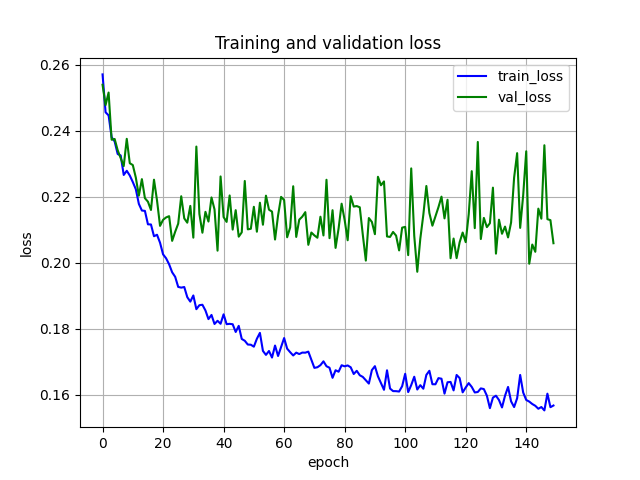 Training and validation loss
train_loss
val_loss
0.26
0.24
0.22
0.20
0.18
0.16
loss
0 20 40 60 80 100 120 140
epoch